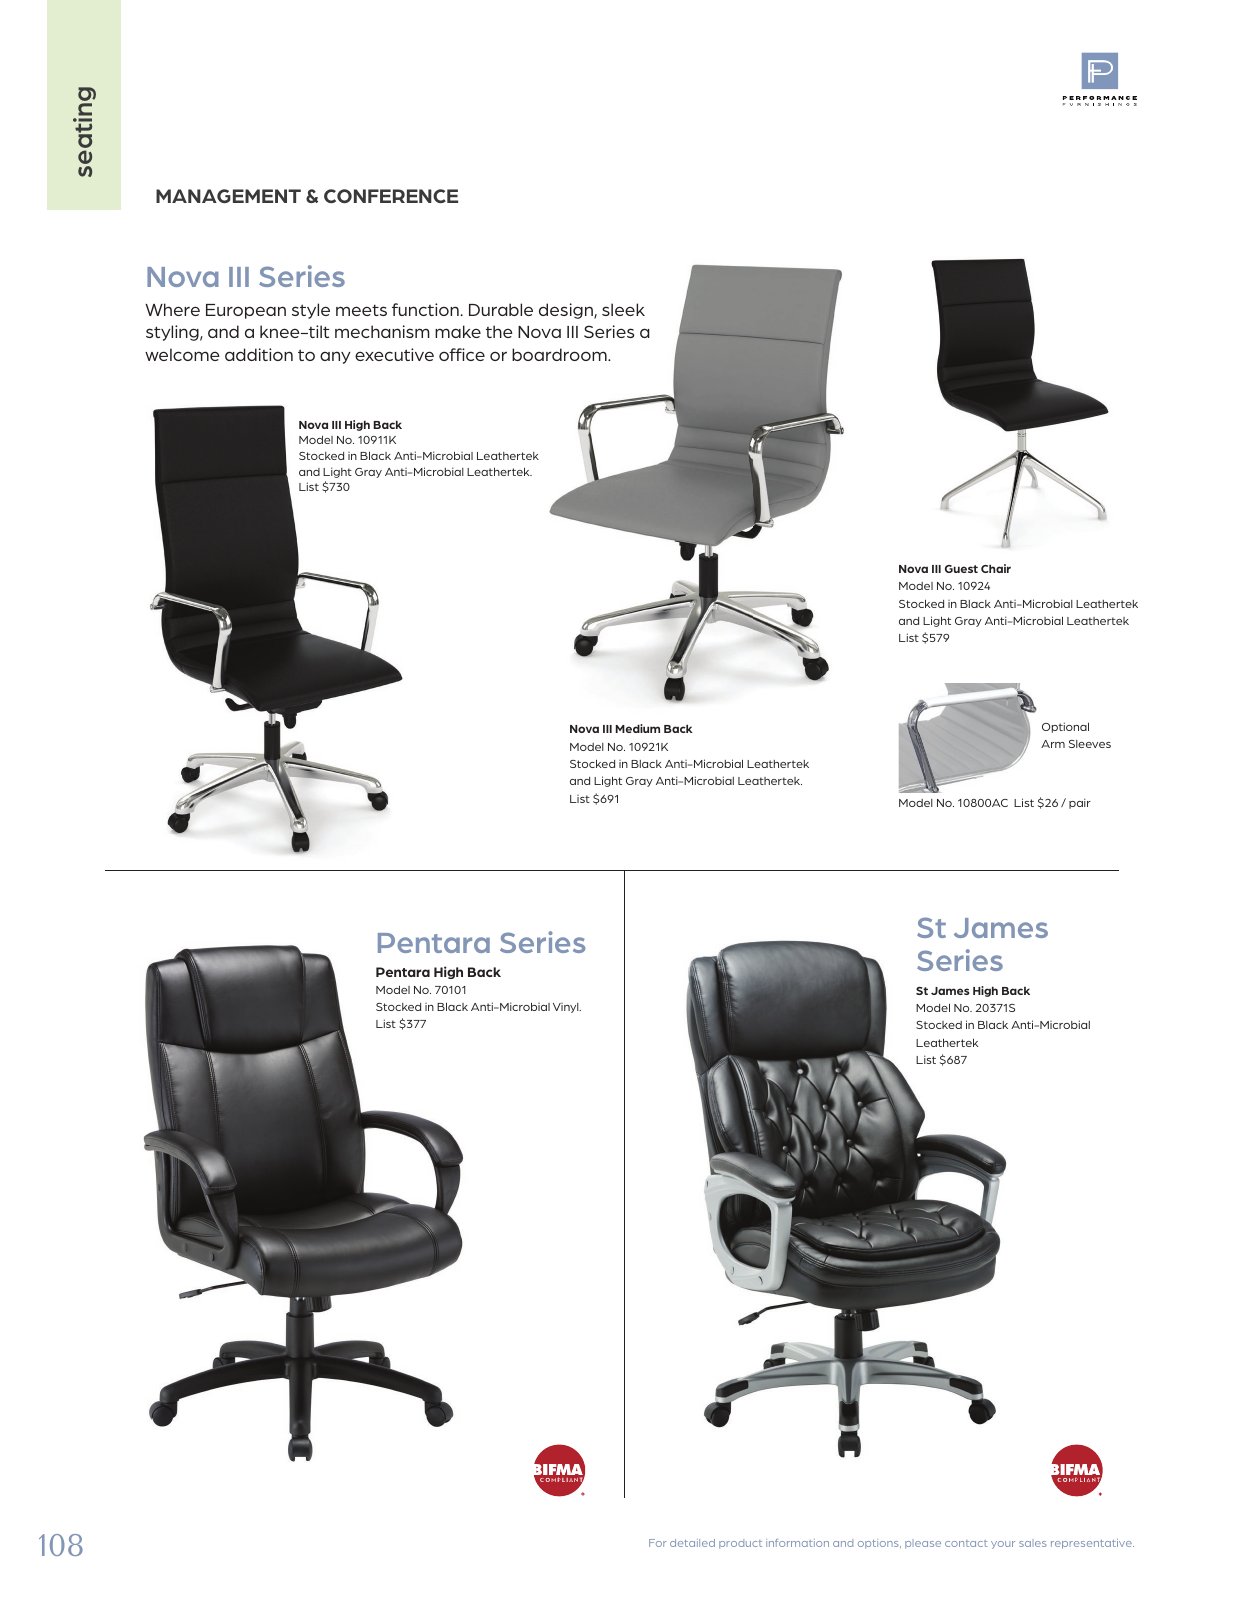 seating
PERFORMANCE
FURNISHINGS
MANAGEMENT & CONFERENCE
Nova III Series
Where European style meets function. Durable design, sleek
styling, and a knee-tilt mechanism make the Nova III Series a
welcome addition to any executive office or boardroom.
Nova III High Back
Model No. 10911K
Stocked in Black Anti-Microbial Leathertek
and Light Gray Anti-Microbial Leathertek.
List $730
Nova III Medium Back
Model No. 10921K
Stocked in Black Anti-Microbial Leathertek
and Light Gray Anti-Microbial Leathertek.
List $691
Nova III Guest Chair
Model No. 10924
Stocked in Black Anti-Microbial Leathertek
and Light Gray Anti-Microbial Leathertek
List $579
Optional
Arm Sleeves
Model No. 10800AC List $26 / pair
Pentara Series
Pentara High Back
Model No. 70101
Stocked in Black Anti-Microbial Vinyl.
List $377
BIFMA
COMPLIANT
St James
Series
St James High Back
Model No. 20371S
Stocked in Black Anti-Microbial
Leathertek
List $687
BIFMA
COMPLIANT
108
For detailed product information and options, please contact your sales representative.